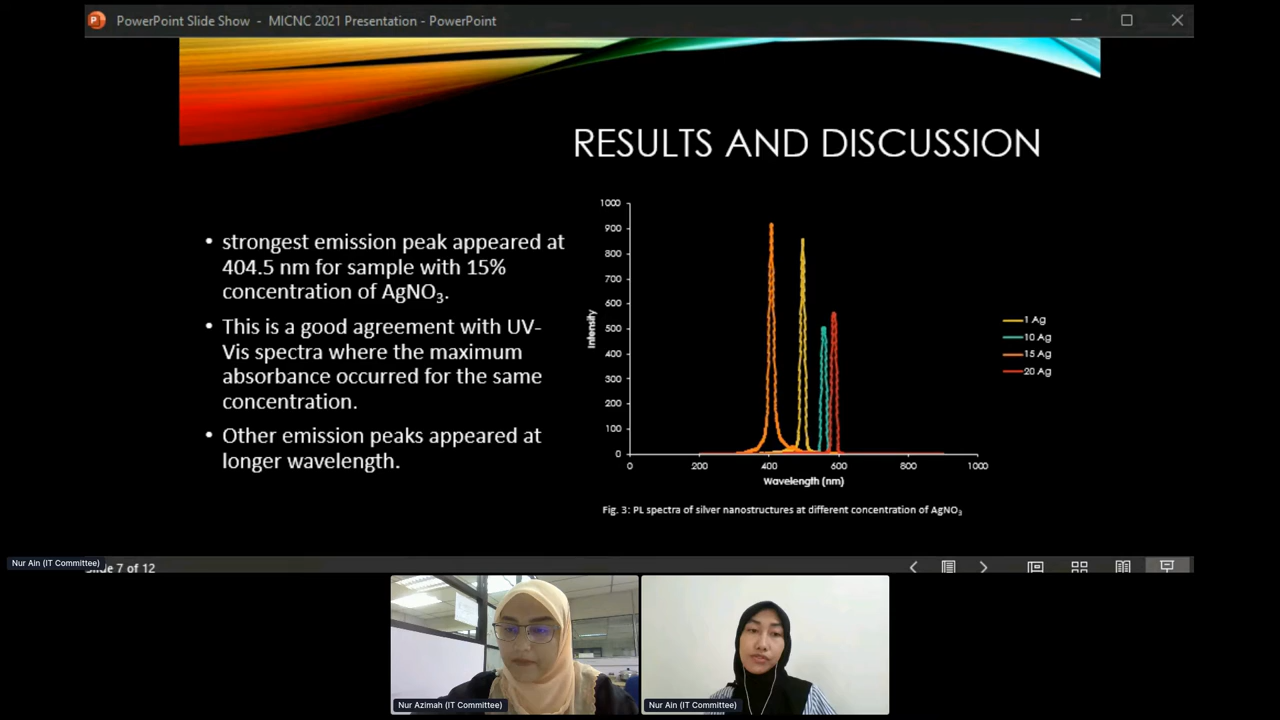 PowerPoint Slide Show - MICNC 2021 Presentation - PowerPoint
RESULTS AND DISCUSSION
• strongest emission peak appeared at
404.5 nm for sample with 15%
concentration of AgNO₃.
• This is a good agreement with UV-
Vis spectra where the maximum
absorbance occurred for the same
concentration.
• Other emission peaks appeared at
longer wavelength.
1000
900
800
700
600
500
400
300
200
100
0
Intensity
0 200 400 600 800 1000
Wavelength (nm)
1 Ag
10 Ag
15 Ag
20 Ag
Fig. 3: PL spectra of silver nanostructures at different concentration of AgNO₃
Nur Ain (IT Committee)
Slide 7 of 12
Nur Azimah (IT Committee)
Nur Ain (IT Committee)